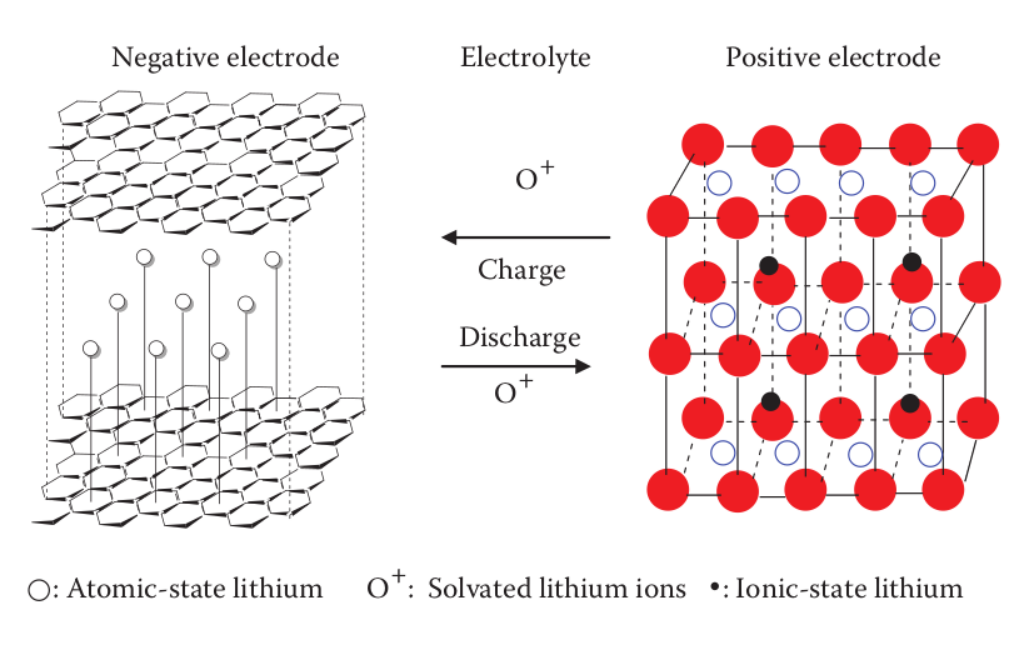 Negative electrode
Electrolyte
Positive electrode
O+
Charge
Discharge
O+
O: Atomic-state lithium
O+: Solvated lithium ions
•: Ionic-state lithium